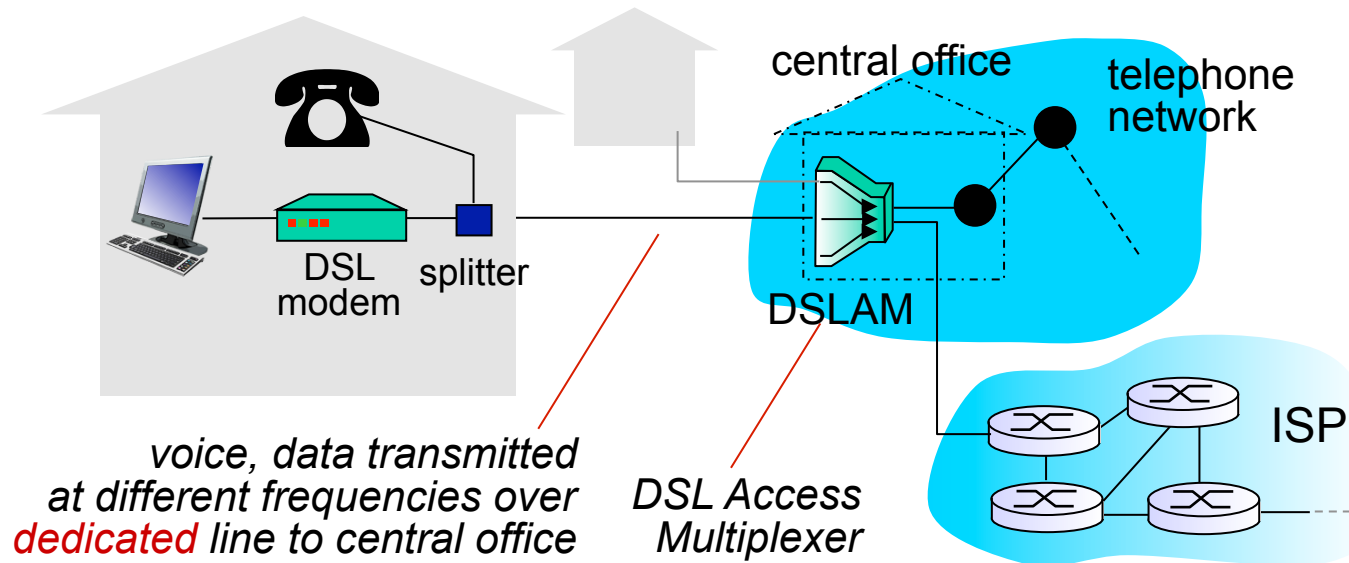 central office
telephone
network
DSL
modem
splitter
DSLAM
ISP
voice, data transmitted
at different frequencies over
dedicated line to central office
DSL Access
Multiplexer